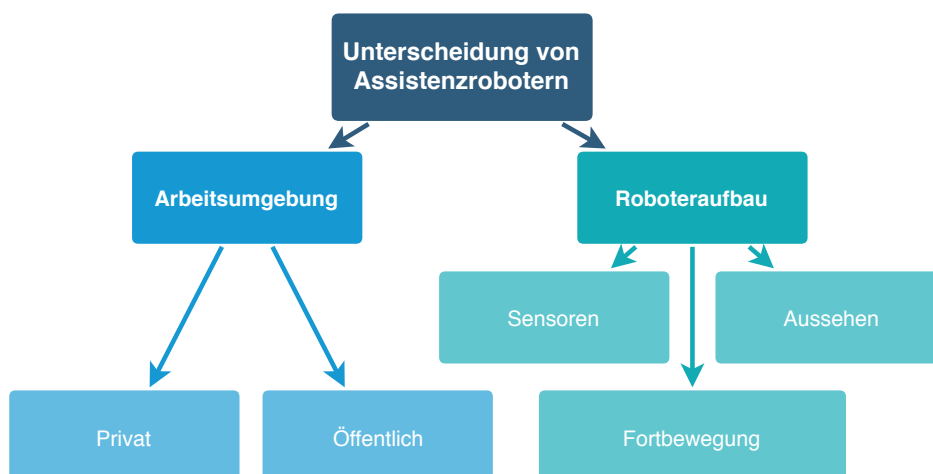 Unterscheidung von
Assistenzrobotern
Arbeitsumgebung
Roboteraufbau
Sensoren
Aussehen
Privat
Öffentlich
Fortbewegung